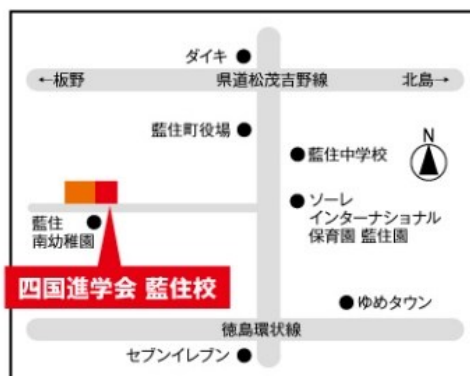 ダイキ
←板野
県道松茂吉野線
北島→
藍住町役場
藍住中学校
N
ソーレ
インターナショナル
保育園 藍住園
藍住
南幼稚園
四国進学会 藍住校
ゆめタウン
徳島環状線
セブンイレブン